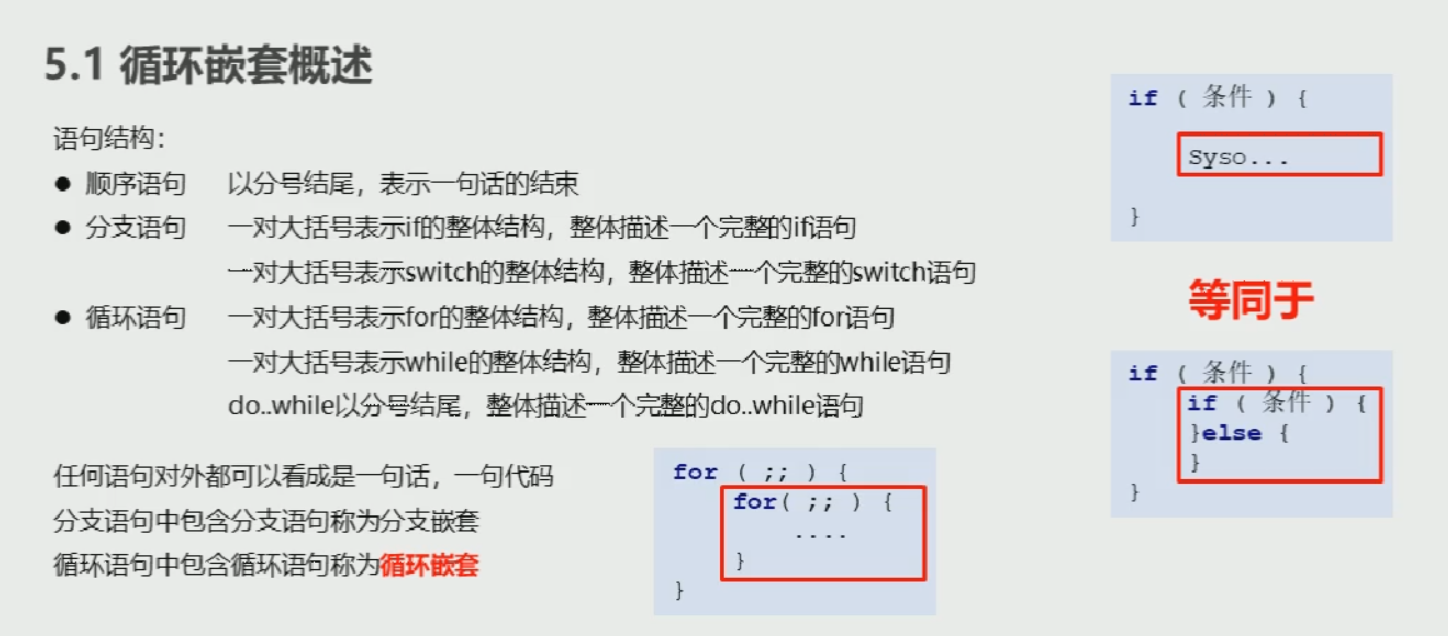 5.1 循环嵌套概述
语句结构：
● 顺序语句 以分号结尾，表示一句话的结束
● 分支语句 一对大括号表示if的整体结构，整体描述一个完整的if语句
一对大括号表示switch的整体结构，整体描述一个完整的switch语句
● 循环语句 一对大括号表示for的整体结构，整体描述一个完整的for语句
一对大括号表示while的整体结构，整体描述一个完整的while语句
do..while以分号结尾，整体描述一个完整的do..while语句
任何语句对外都可以看成是一句话，一句代码
分支语句中包含分支语句称为分支嵌套
循环语句中包含循环语句称为循环嵌套
for ( ;; ) {
for( ;; ) {
....
}
}
if ( 条件 ) {
Syso...
}
等同于
if ( 条件 ) {
if ( 条件 ) {
}else {
}
}